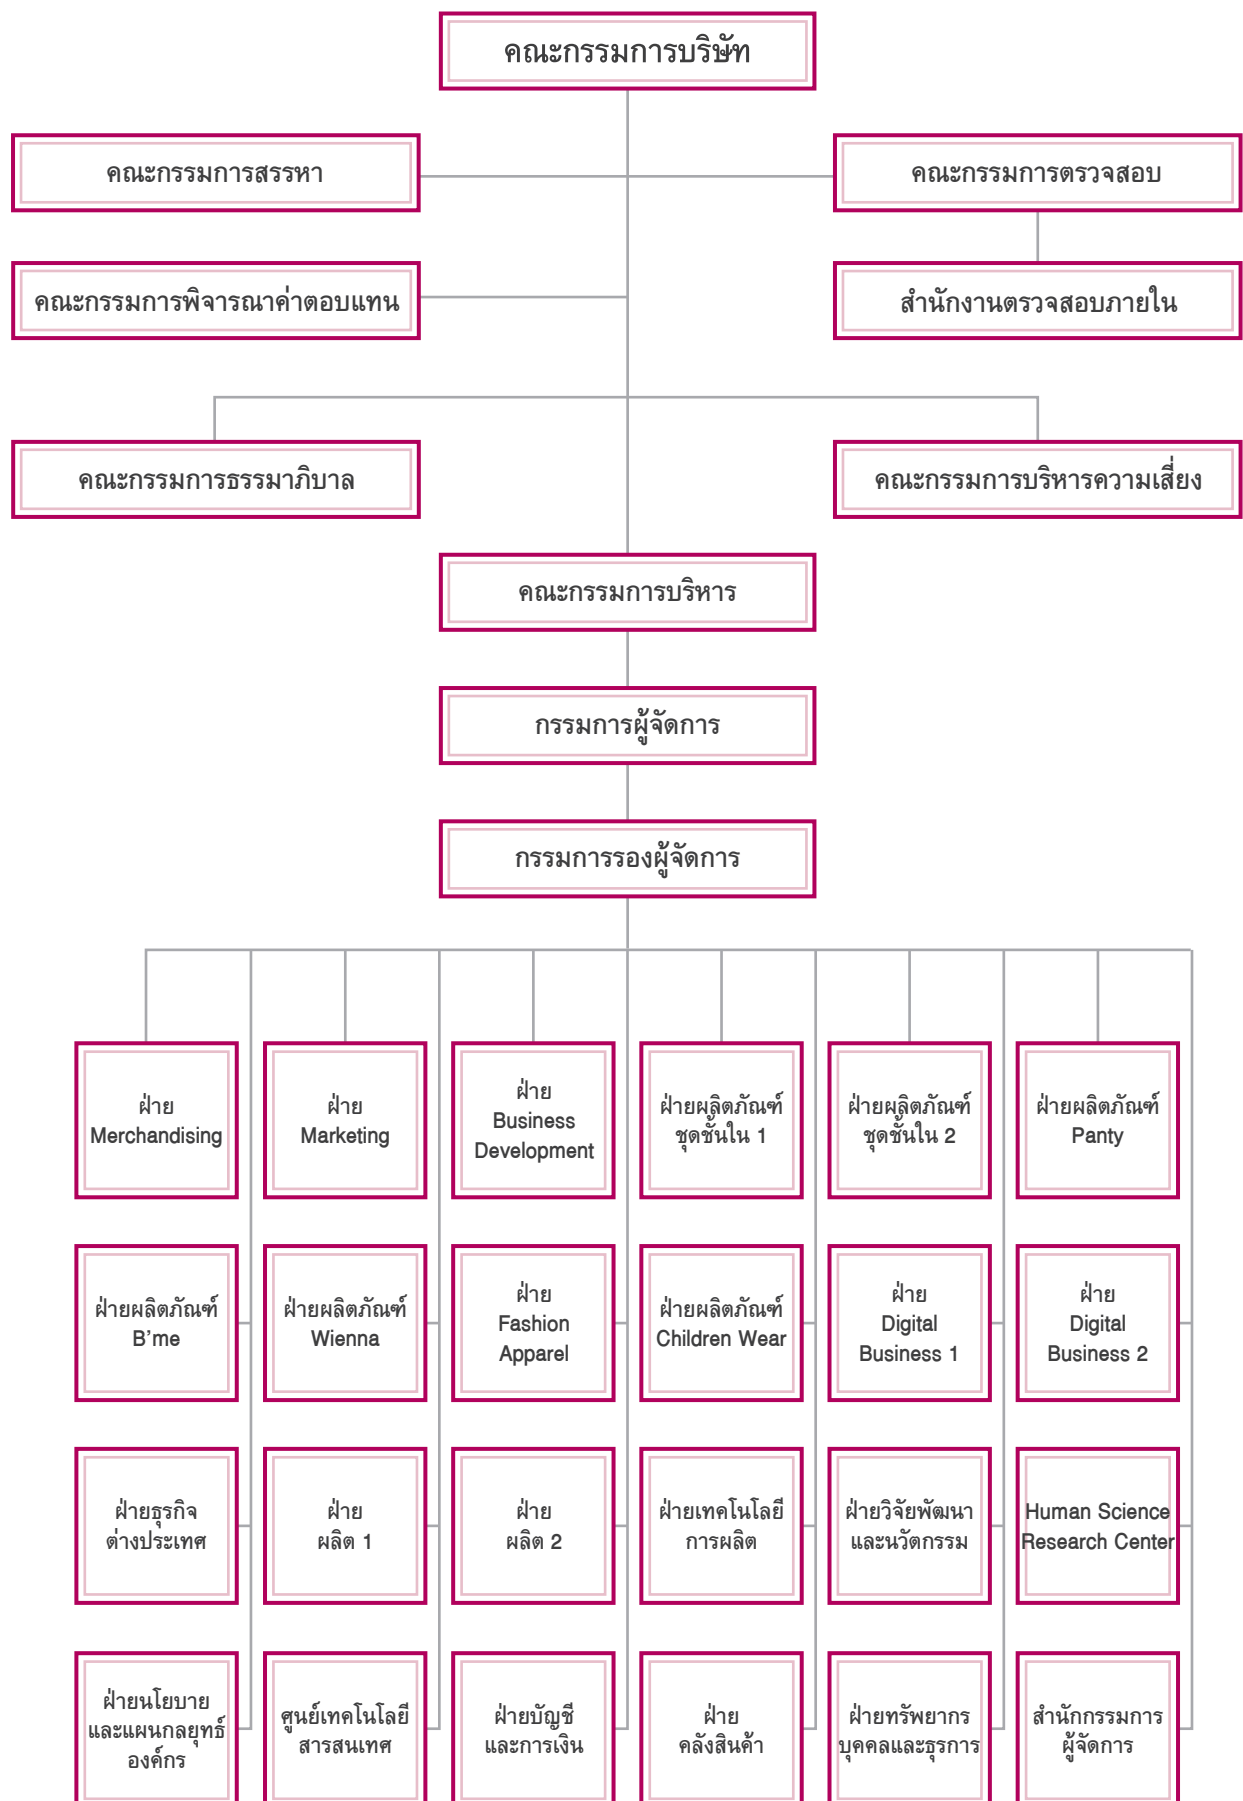 คณะกรรมการบริษัท
คณะกรรมการสรรหา
คณะกรรมการตรวจสอบ
คณะกรรมการพิจารณาค่าตอบแทน
สำนักงานตรวจสอบภายใน
คณะกรรมการธรรมาภิบาล
คณะกรรมการบริหารความเสี่ยง
คณะกรรมการบริหาร
กรรมการผู้จัดการ
กรรมการรองผู้จัดการ
ฝ่าย
Merchandising
ฝ่าย
Marketing
ฝ่าย
Business
Development
ฝ่ายผลิตภัณฑ์
ชุดชั้นใน 1
ฝ่ายผลิตภัณฑ์
ชุดชั้นใน 2
ฝ่ายผลิตภัณฑ์
Panty
ฝ่ายผลิตภัณฑ์
B’me
ฝ่ายผลิตภัณฑ์
Wienna
ฝ่าย
Fashion
Apparel
ฝ่ายผลิตภัณฑ์
Children Wear
ฝ่าย
Digital
Business 1
ฝ่าย
Digital
Business 2
ฝ่ายธุรกิจ
ต่างประเทศ
ฝ่าย
ผลิต 1
ฝ่าย
ผลิต 2
ฝ่ายเทคโนโลยี
การผลิต
ฝ่ายวิจัยพัฒนา
และนวัตกรรม
Human Science
Research Center
ฝ่ายนโยบาย
และแผนกลยุทธ์
องค์กร
ศูนย์เทคโนโลยี
สารสนเทศ
ฝ่ายบัญชี
และการเงิน
ฝ่าย
คลังสินค้า
ฝ่ายทรัพยากร
บุคคลและธุรการ
สำนักกรรมการ
ผู้จัดการ